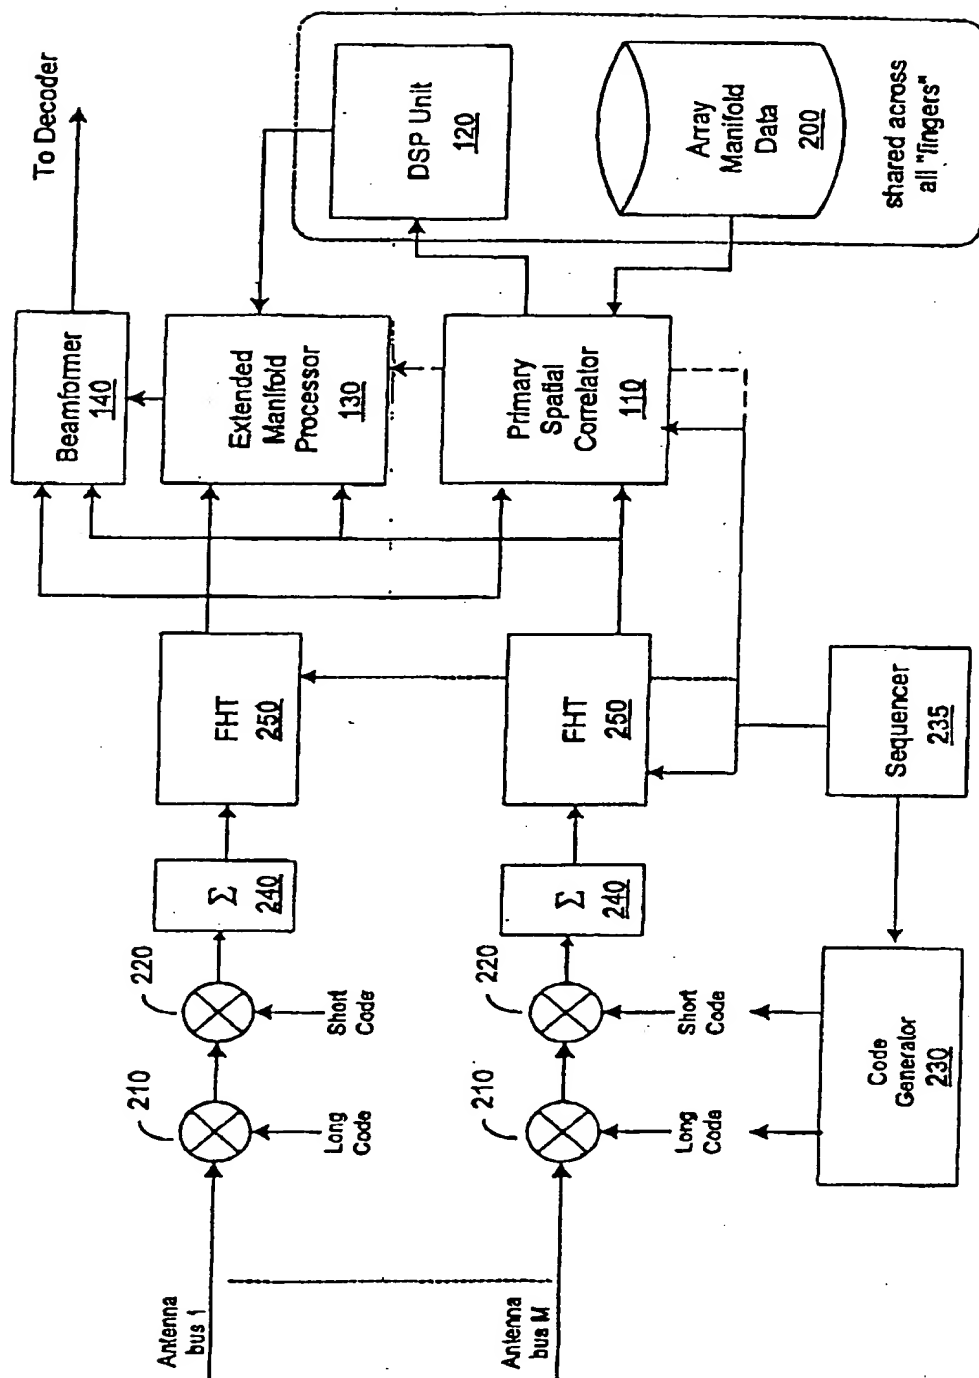 Antenna
bus 1
210
220
Long
Code
Short
Code
Σ
240
FHT
250
Beamformer
140
To Decoder
Extended
Manifold
Processor
130
DSP Unit
120
Antenna
bus M
210
220
Long
Code
Short
Code
Σ
240
FHT
250
Primary
Spatial
Correlator
110
Array
Manifold
Data
200
shared across
all "fingers"
Code
Generator
230
Sequencer
235